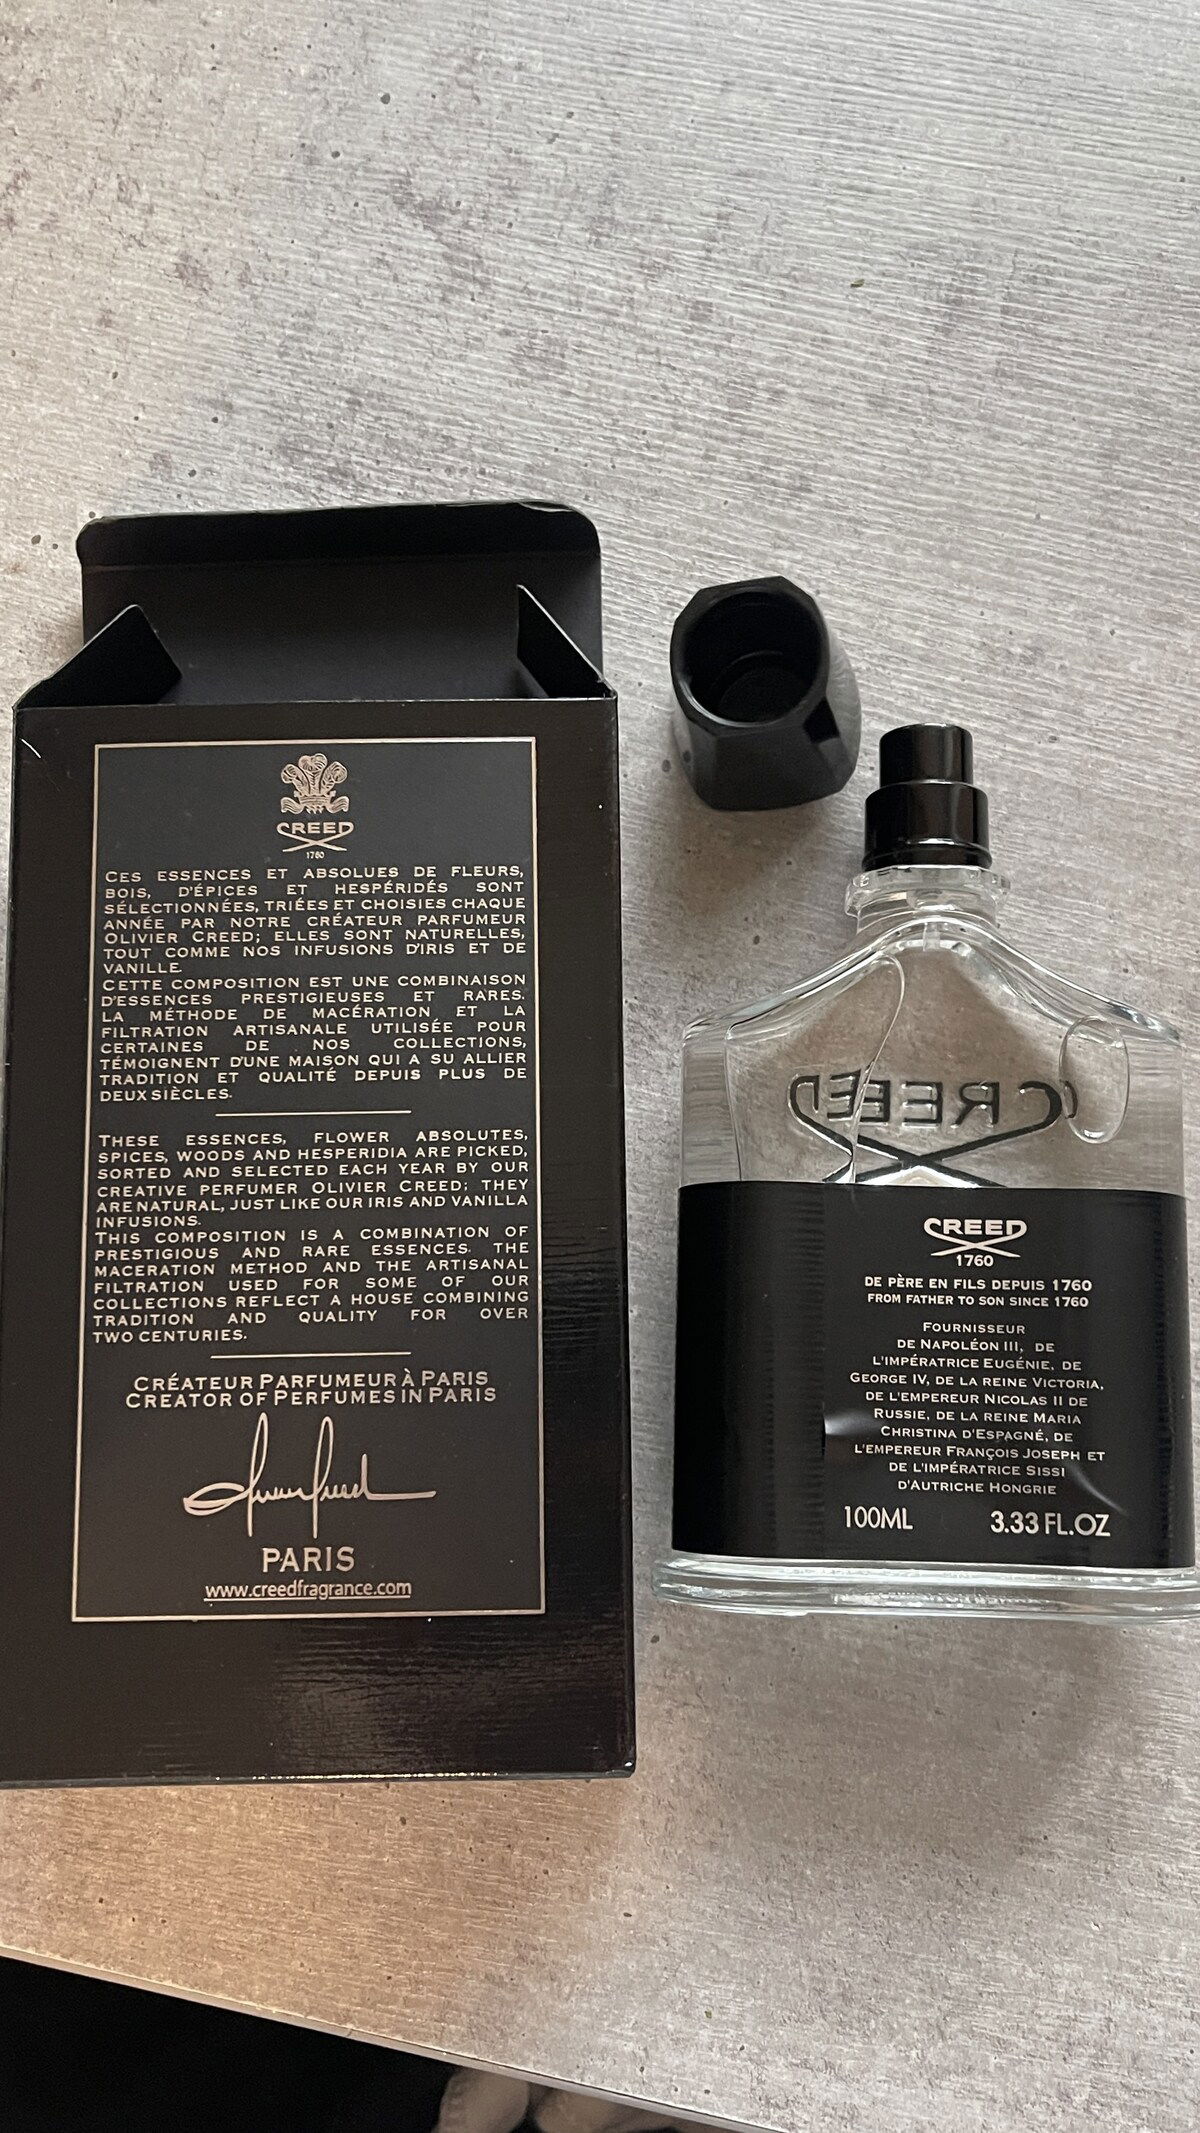 CREED
1760
CES ESSENCES ET ABSOLUES DE FLEURS,
BOIS, D'ÉPICES ET HESPÉRIDÉS SONT
SÉLECTIONNÉES, TRIÉES ET CHOISIES CHAQUE
ANNÉE PAR NOTRE CRÉATEUR PARFUMEUR
OLIVIER CREED; ELLES SONT NATURELLES,
TOUT COMME NOS INFUSIONS D'IRIS ET DE
VANILLE.
CETTE COMPOSITION EST UNE COMBINAISON
D'ESSENCES PRESTIGIEUSES ET RARES.
LA MÉTHODE DE MACÉRATION ET LA
FILTRATION ARTISANALE UTILISÉE POUR
CERTAINES DE NOS COLLECTIONS,
TÉMOIGNENT D'UNE MAISON QUI A SU ALLIER
TRADITION ET QUALITÉ DEPUIS PLUS DE
DEUX SIÈCLES.
THESE ESSENCES, FLOWER ABSOLUTES,
SPICES, WOODS AND HESPERIDIA ARE PICKED,
SORTED AND SELECTED EACH YEAR BY OUR
CREATIVE PERFUMER OLIVIER CREED; THEY
ARE NATURAL, JUST LIKE OUR IRIS AND VANILLA
INFUSIONS.
THIS COMPOSITION IS A COMBINATION OF
PRESTIGIOUS AND RARE ESSENCES. THE
MACERATION METHOD AND THE ARTISANAL
FILTRATION USED FOR SOME OF OUR
COLLECTIONS REFLECT A HOUSE COMBINING
TRADITION AND QUALITY FOR OVER
TWO CENTURIES.
CRÉATEUR PARFUMEUR À PARIS
CREATOR OF PERFUMES IN PARIS
PARIS
www.creedfragrance.com
CREED
CREED
1760
DE PÈRE EN FILS DEPUIS 1760
FROM FATHER TO SON SINCE 1760
FOURNISSEUR
DE NAPOLÉON III, DE
L'IMPÉRATRICE EUGÉNIE, DE
GEORGE IV, DE LA REINE VICTORIA,
DE L'EMPEREUR NICOLAS II DE
RUSSIE, DE LA REINE MARIA
CHRISTINA D'ESPAGNÉ, DE
L'EMPEREUR FRANÇOIS JOSEPH ET
DE L'IMPÉRATRICE SISSI
D'AUTRICHE HONGRIE
100ML 3.33 FL.OZ